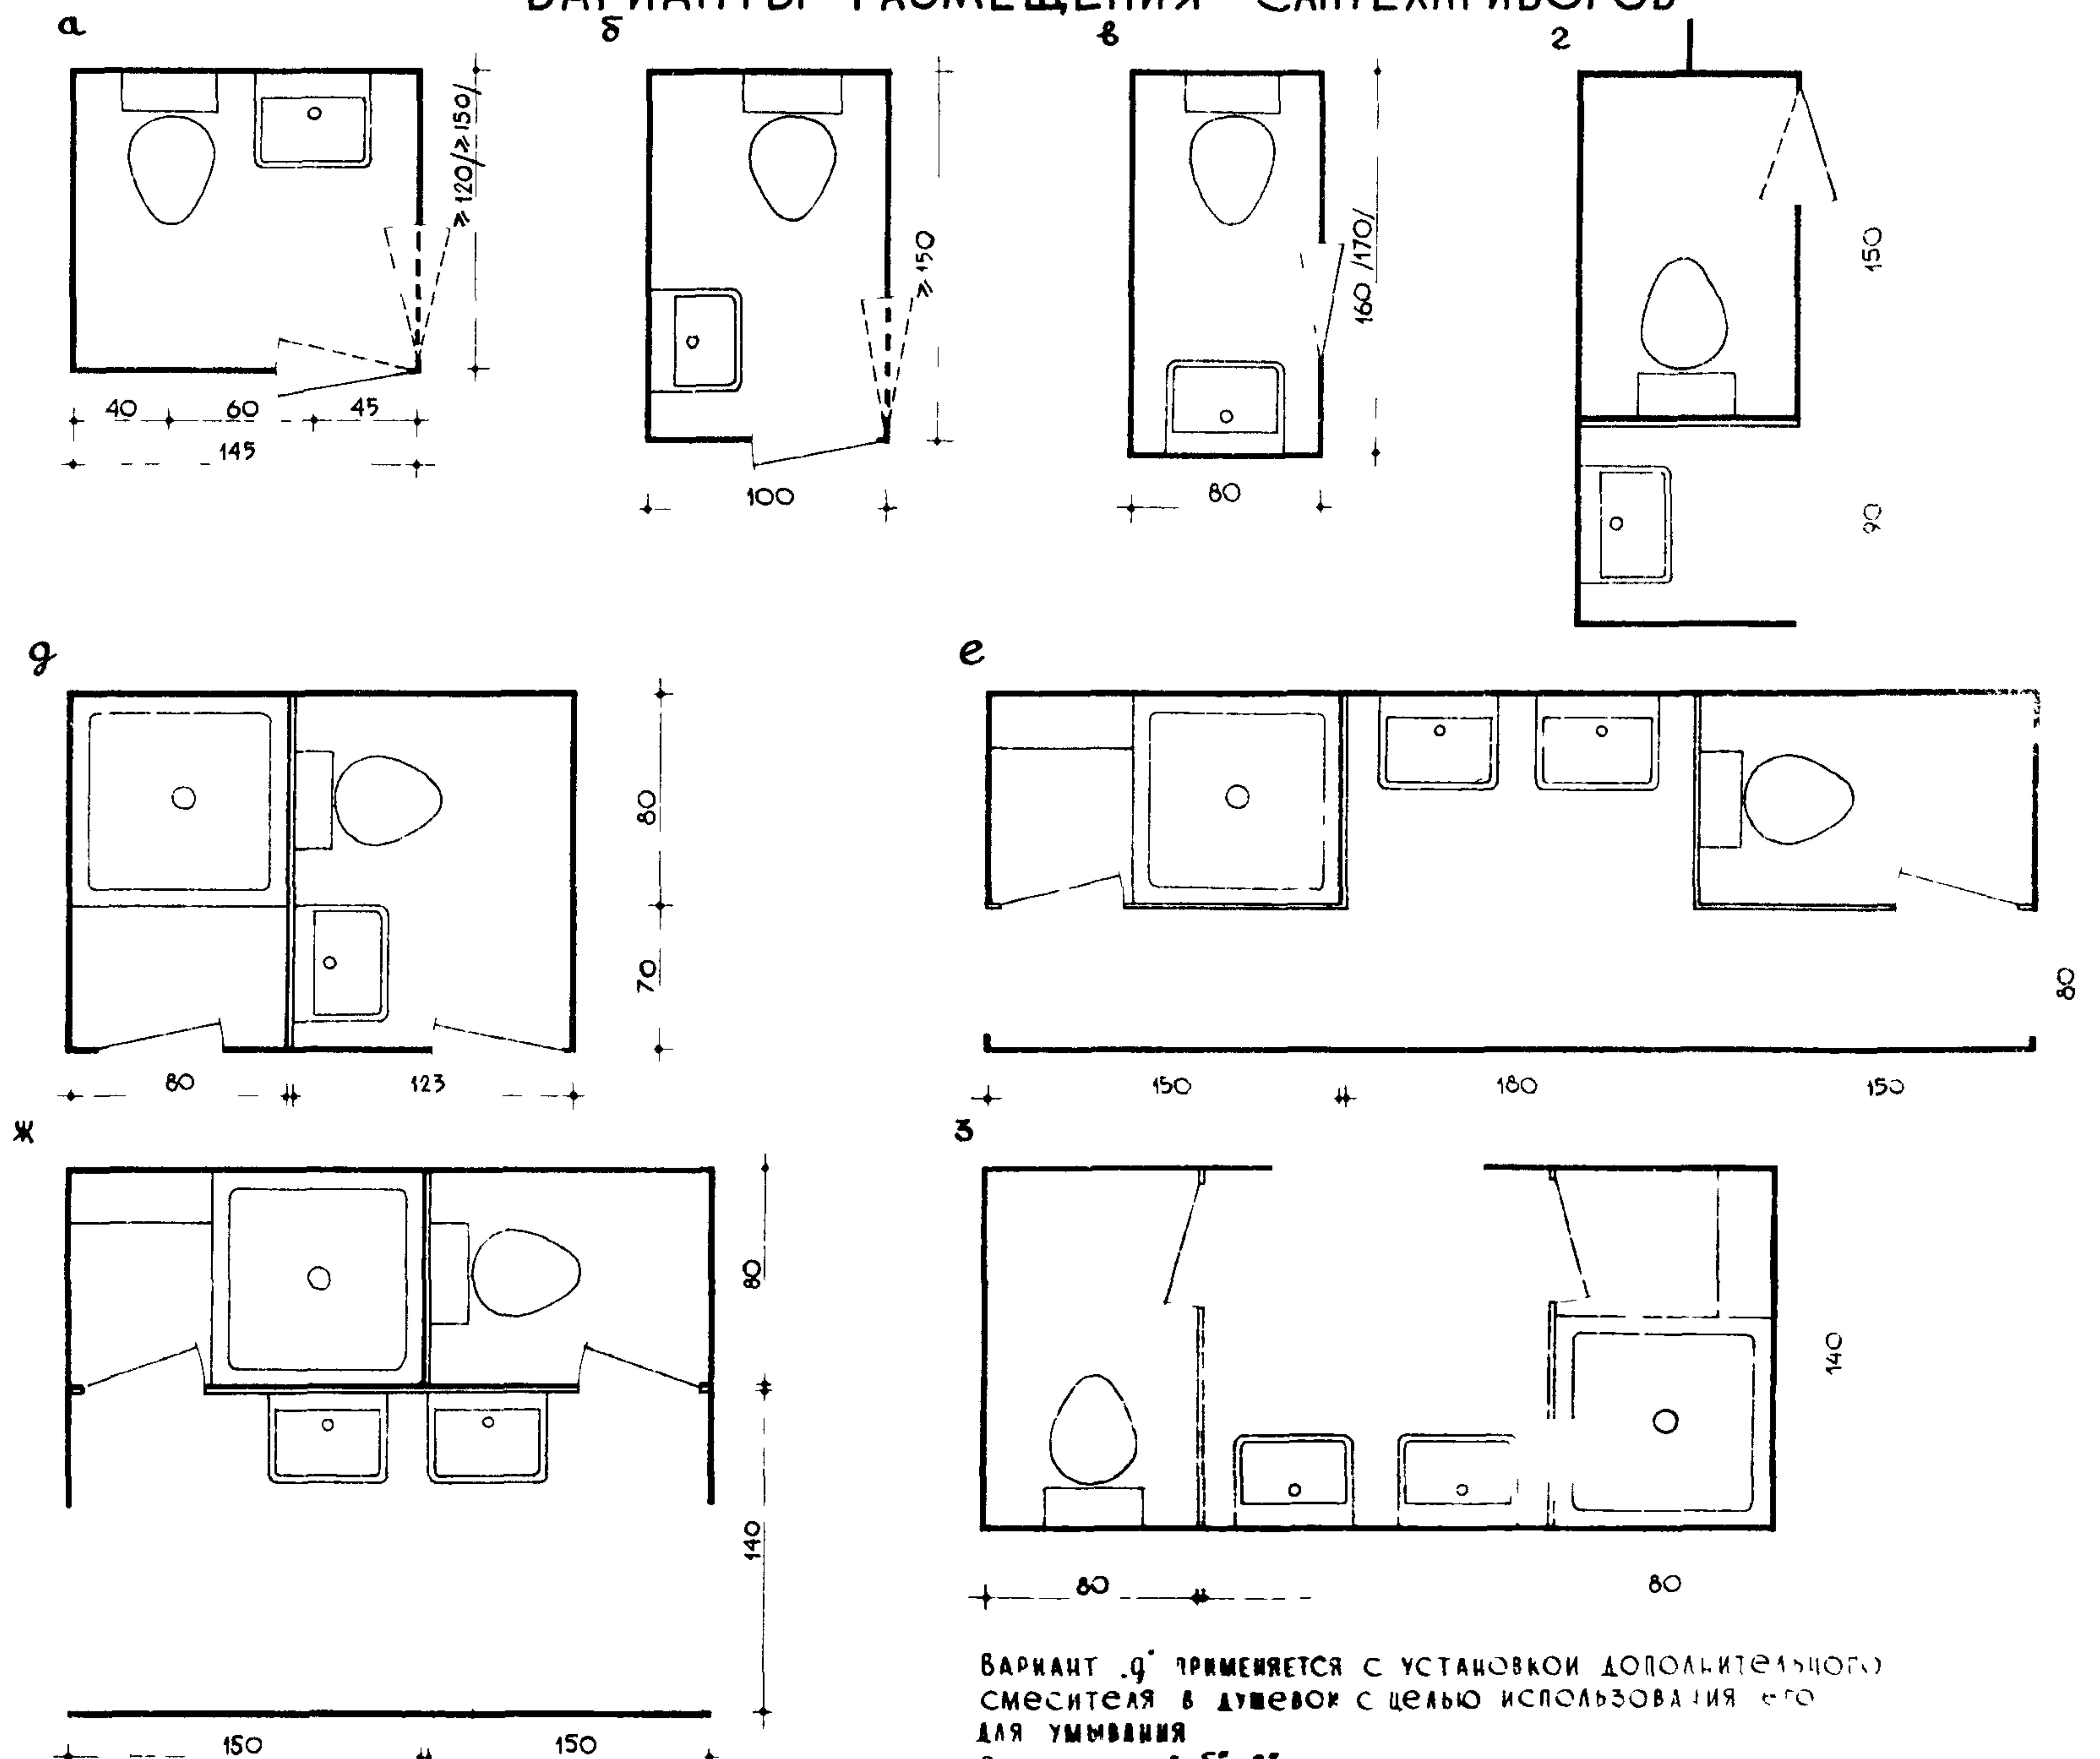 ВАРИАНТЫ РАЗМЕЩЕНИЯ САНТЕХПРИБОРОВ
а
б
в
г
≥120/≥150/
40 60 45
145
≥150
100
160 /170/
80
150
90
д
80
70
80 123
е
80
150 180 150
ж
80
140
150 150
з
140
80 80
ВАРИАНТ „д" ПРИМЕНЯЕТСЯ С УСТАНОВКОЙ ДОПОЛНИТЕЛЬНОГО
СМЕСИТЕЛЯ В ДУШЕВОЙ С ЦЕЛЬЮ ИСПОЛЬЗОВАНИЯ ЕГО
ДЛЯ УМЫВАНИЯ